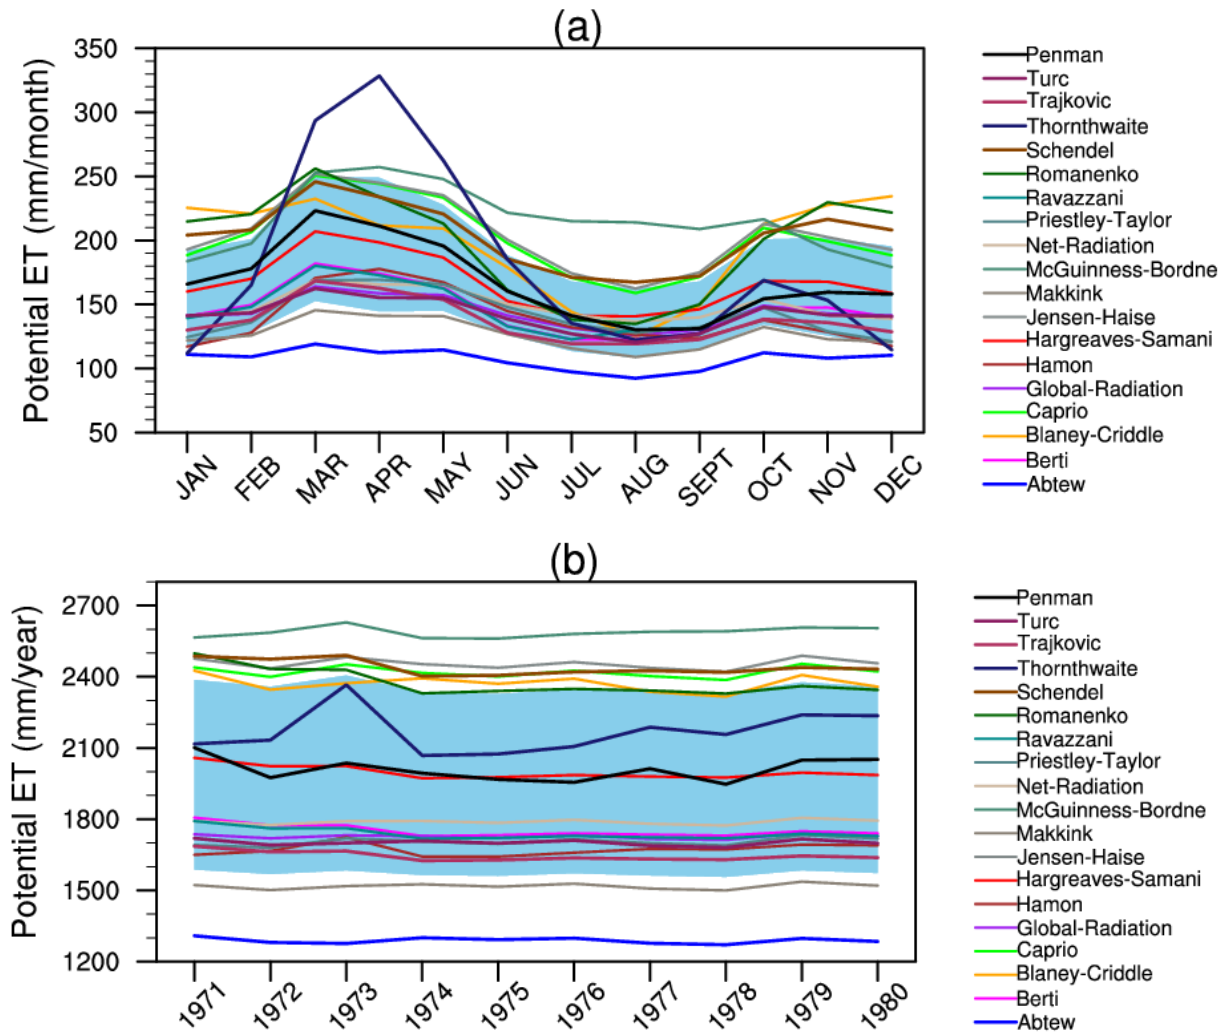 (a)
Potential ET (mm/month)
350
300
250
200
150
100
50
JAN
FEB
MAR
APR
MAY
JUN
JUL
AUG
SEPT
OCT
NOV
DEC
Penman
Turc
Trajkovic
Thornthwaite
Schendel
Romanenko
Ravazzani
Priestley-Taylor
Net-Radiation
McGuinness-Bordne
Makkink
Jensen-Haise
Hargreaves-Samani
Hamon
Global-Radiation
Caprio
Blaney-Criddle
Berti
Abtew
(b)
Potential ET (mm/year)
2700
2400
2100
1800
1500
1200
1971
1972
1973
1974
1975
1976
1977
1978
1979
1980
Penman
Turc
Trajkovic
Thornthwaite
Schendel
Romanenko
Ravazzani
Priestley-Taylor
Net-Radiation
McGuinness-Bordne
Makkink
Jensen-Haise
Hargreaves-Samani
Hamon
Global-Radiation
Caprio
Blaney-Criddle
Berti
Abtew